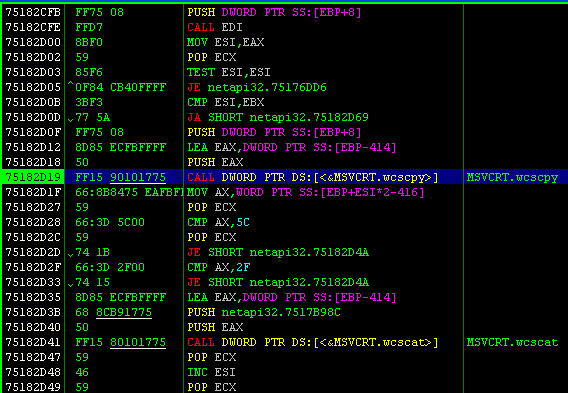 75182CFB FF75 08 PUSH DWORD PTR SS:[EBP+8]
75182CFE FFD7 CALL EDI
75182D00 8BF0 MOV ESI,EAX
75182D02 59 POP ECX
75182D03 85F6 TEST ESI,ESI
75182D05 ^0F84 CB40FFFF JE netapi32.75176DD6
75182D0B 3BF3 CMP ESI,EBX
75182D0D ⌄77 5A JA SHORT netapi32.75182D69
75182D0F FF75 08 PUSH DWORD PTR SS:[EBP+8]
75182D12 8D85 ECFBFFFF LEA EAX,DWORD PTR SS:[EBP-414]
75182D18 50 PUSH EAX
75182D19 FF15 90101775 CALL DWORD PTR DS:[<&MSVCRT.wcscpy>] MSVCRT.wcscpy
75182D1F 66:8B8475 EAFBF MOV AX,WORD PTR SS:[EBP+ESI*2-416]
75182D27 59 POP ECX
75182D28 66:3D 5C00 CMP AX,5C
75182D2C 59 POP ECX
75182D2D ⌄74 1B JE SHORT netapi32.75182D4A
75182D2F 66:3D 2F00 CMP AX,2F
75182D33 ⌄74 15 JE SHORT netapi32.75182D4A
75182D35 8D85 ECFBFFFF LEA EAX,DWORD PTR SS:[EBP-414]
75182D3B 68 8CB91775 PUSH netapi32.7517B98C
75182D40 50 PUSH EAX
75182D41 FF15 80101775 CALL DWORD PTR DS:[<&MSVCRT.wcscat>] MSVCRT.wcscat
75182D47 59 POP ECX
75182D48 46 INC ESI
75182D49 59 POP ECX